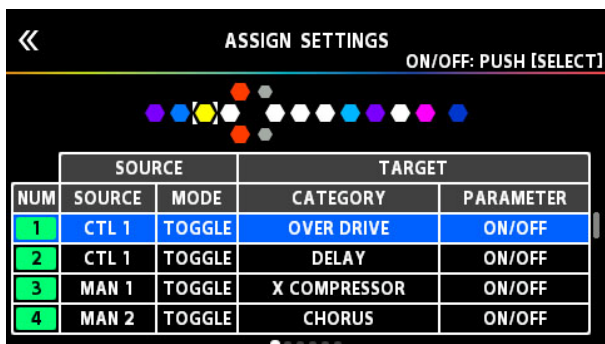 «
ASSIGN SETTINGS
ON/OFF: PUSH [SELECT]
SOURCE TARGET
NUM SOURCE MODE CATEGORY PARAMETER
1 CTL 1 TOGGLE OVER DRIVE ON/OFF
2 CTL 1 TOGGLE DELAY ON/OFF
3 MAN 1 TOGGLE X COMPRESSOR ON/OFF
4 MAN 2 TOGGLE CHORUS ON/OFF